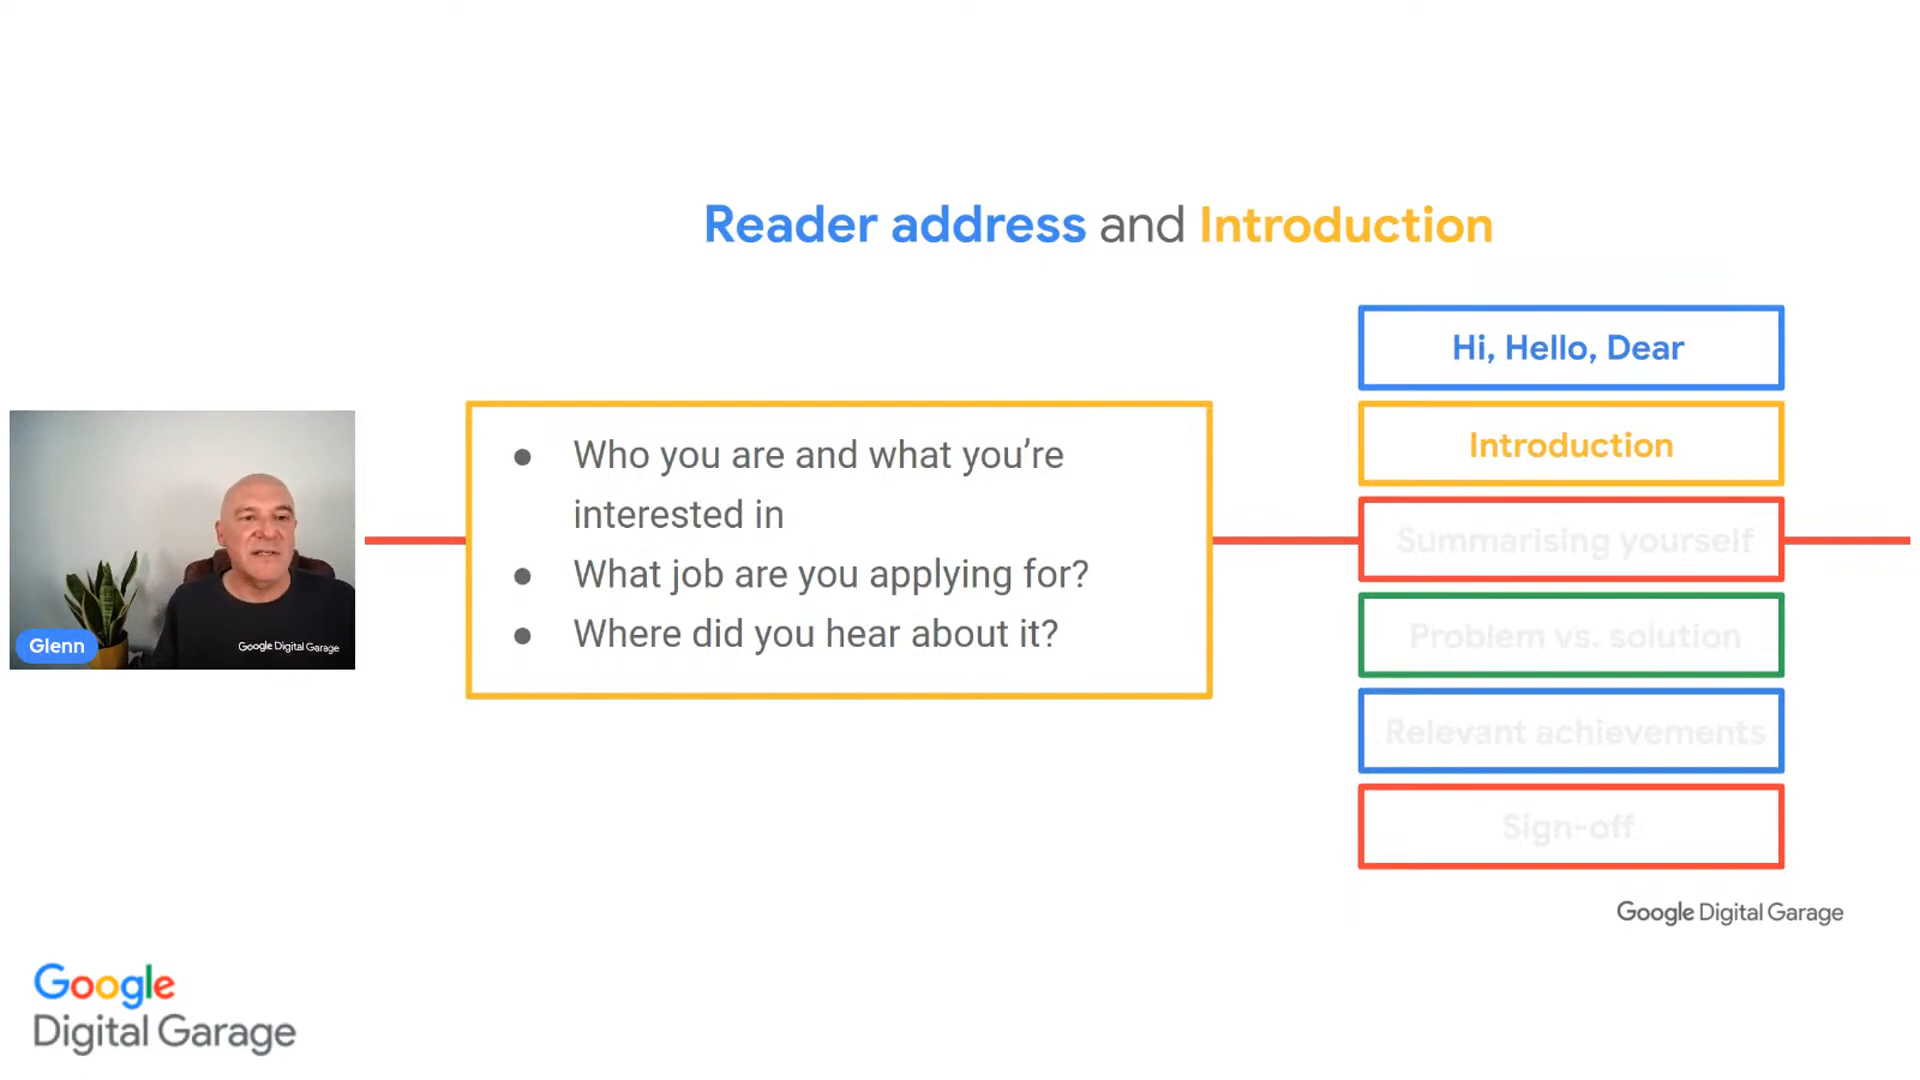 Reader address and Introduction
Hi, Hello, Dear
Introduction
Summarising yourself
Problem vs. solution
Relevant achievements
Sign-off
● Who you are and what you’re
interested in
● What job are you applying for?
● Where did you hear about it?
Glenn
Google Digital Garage
Google Digital Garage
Google
Digital Garage